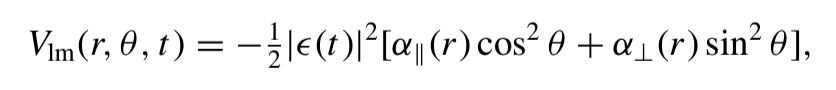 V_{lm}(r, θ, t) = −½|ϵ(t)|²[α_∥(r) cos² θ + α_⊥(r) sin² θ],